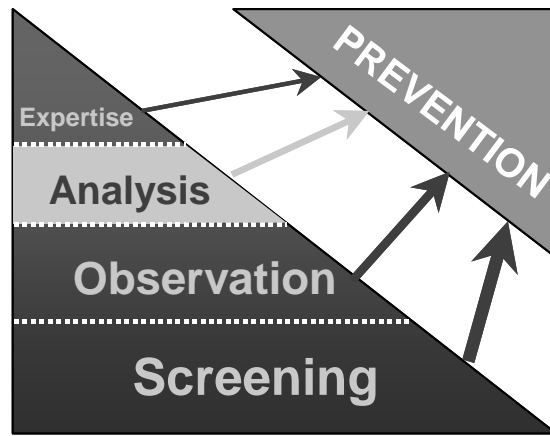 PREVENTION
Expertise
Analysis
Observation
Screening